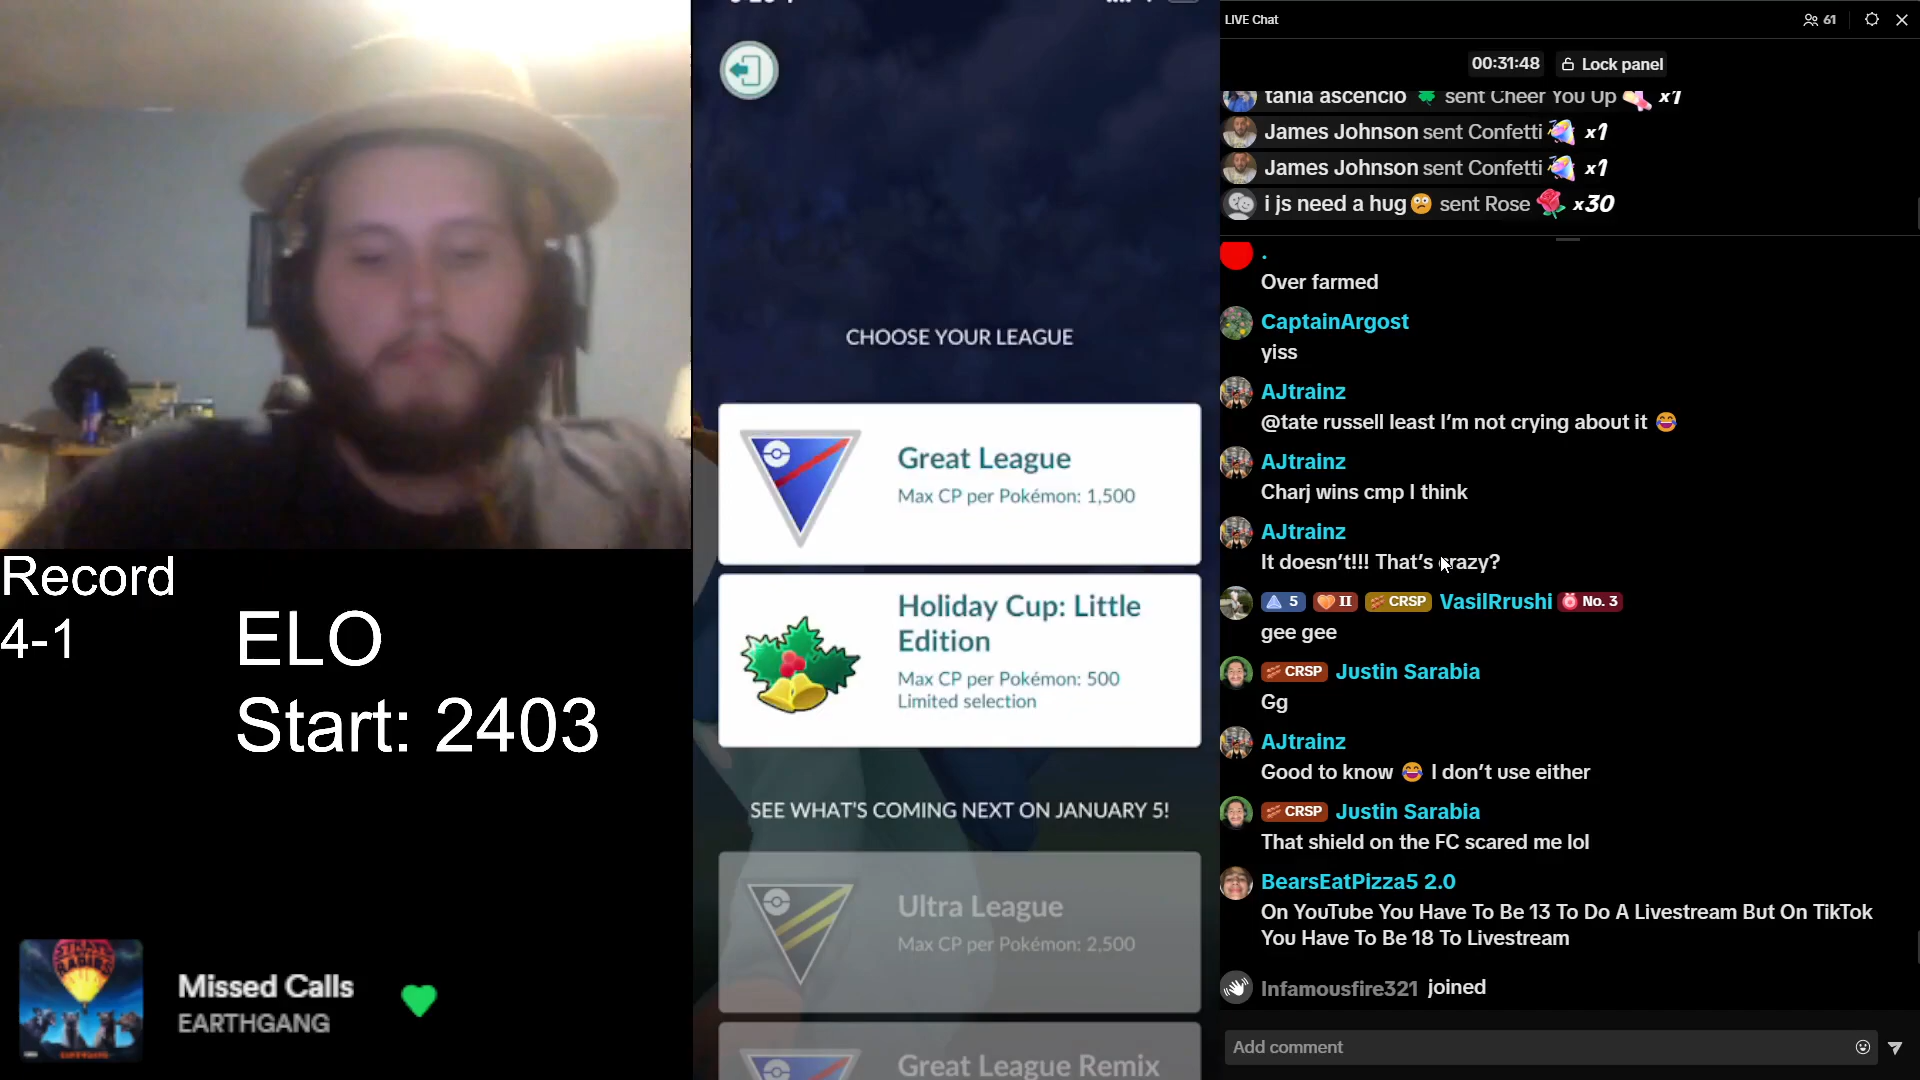 Record
4-1
ELO
Start: 2403
Missed Calls
EARTHGANG
CHOOSE YOUR LEAGUE
Great League
Max CP per Pokémon: 1,500
Holiday Cup: Little
Edition
Max CP per Pokémon: 500
Limited selection
SEE WHAT'S COMING NEXT ON JANUARY 5!
Ultra League
Max CP per Pokémon: 2,500
Great League Remix
LIVE Chat
61
00:31:48 Lock panel
tania ascencio 🍀 sent Cheer You Up x1
James Johnson sent Confetti x1
James Johnson sent Confetti x1
i js need a hug😕 sent Rose 🌹 x30
.
Over farmed
CaptainArgost
yiss
AJtrainz
@tate russell least I'm not crying about it 😂
AJtrainz
Charj wins cmp I think
AJtrainz
It doesn't!!! That's crazy?
5 II CRSP VasilRrushi No. 3
gee gee
CRSP Justin Sarabia
Gg
AJtrainz
Good to know 😂 I don't use either
CRSP Justin Sarabia
That shield on the FC scared me lol
BearsEatPizza5 2.0
On YouTube You Have To Be 13 To Do A Livestream But On TikTok
You Have To Be 18 To Livestream
Infamousfire321 joined
Add comment